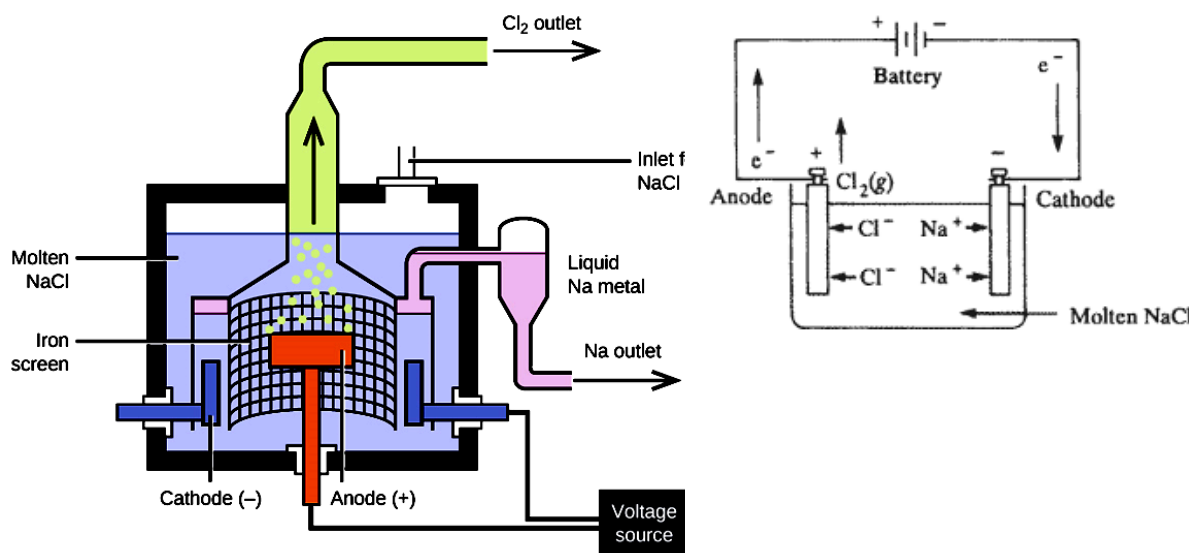 Cl₂ outlet
Inlet f
NaCl
Molten
NaCl
Liquid
Na metal
Iron
screen
Na outlet
Cathode (–)
Anode (+)
Voltage
source
+ –
Battery
e⁻
e⁻
+
–
Cl₂(g)
Anode
Cathode
Cl⁻ Na⁺
Cl⁻ Na⁺
Molten NaCl